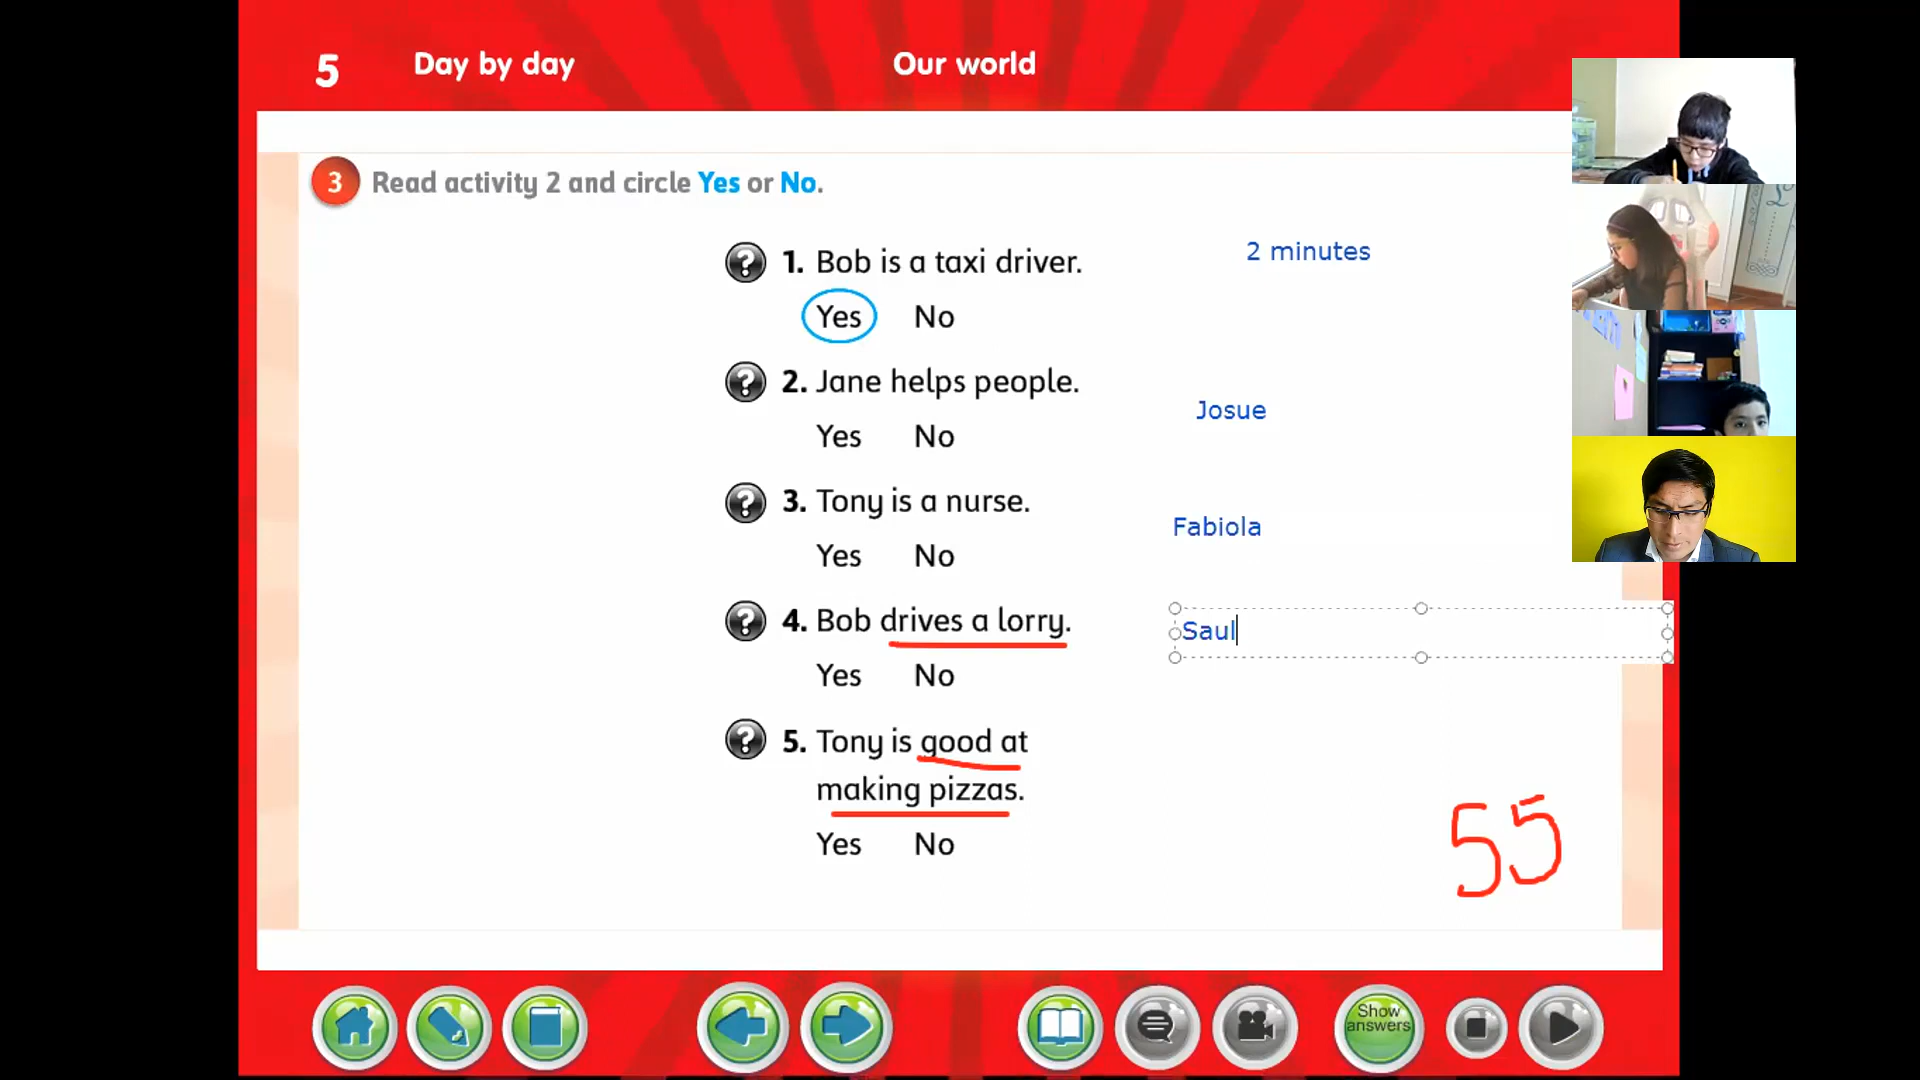 5 Day by day Our world
3 Read activity 2 and circle Yes or No.
1. Bob is a taxi driver.
2 minutes
Yes No
2. Jane helps people.
Josue
Yes No
3. Tony is a nurse.
Fabiola
Yes No
4. Bob drives a lorry.
Saul
Yes No
5. Tony is good at
making pizzas.
Yes No
55
Show
answers